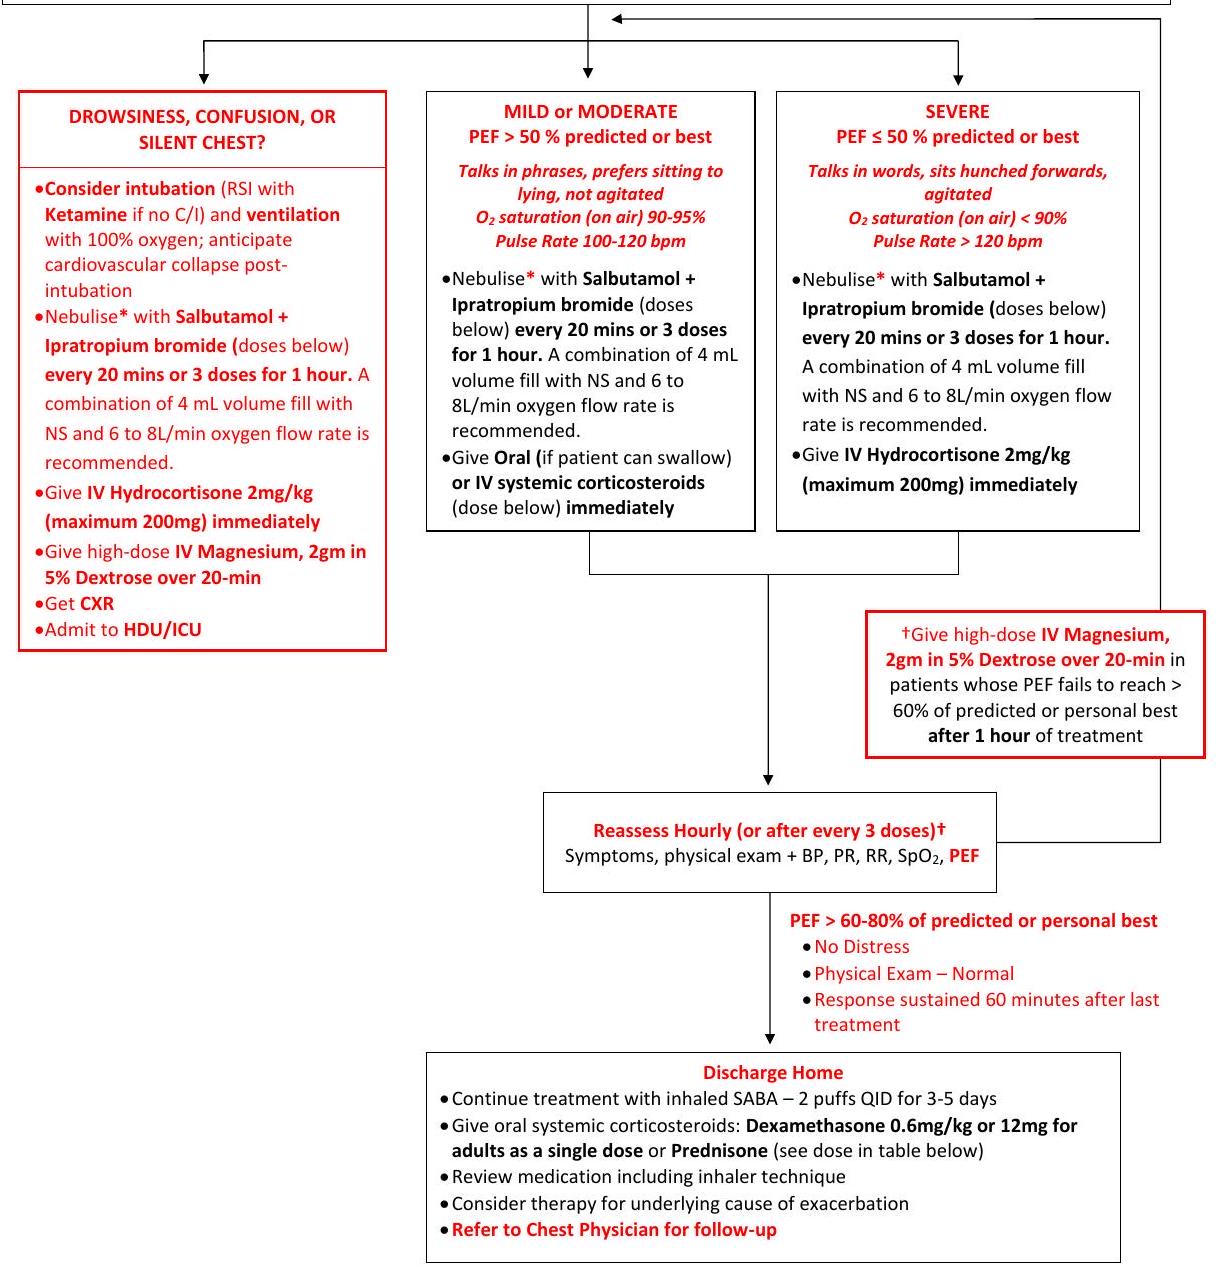 DROWSINESS, CONFUSION, OR
SILENT CHEST?
•Consider intubation (RSI with
Ketamine if no C/I) and ventilation
with 100% oxygen; anticipate
cardiovascular collapse post-
intubation
•Nebulise* with Salbutamol +
Ipratropium bromide (doses below)
every 20 mins or 3 doses for 1 hour. A
combination of 4 mL volume fill with
NS and 6 to 8L/min oxygen flow rate is
recommended.
•Give IV Hydrocortisone 2mg/kg
(maximum 200mg) immediately
•Give high-dose IV Magnesium, 2gm in
5% Dextrose over 20-min
•Get CXR
•Admit to HDU/ICU
MILD or MODERATE
PEF > 50 % predicted or best
Talks in phrases, prefers sitting to
lying, not agitated
O₂ saturation (on air) 90-95%
Pulse Rate 100-120 bpm
•Nebulise* with Salbutamol +
Ipratropium bromide (doses
below) every 20 mins or 3 doses
for 1 hour. A combination of 4 mL
volume fill with NS and 6 to
8L/min oxygen flow rate is
recommended.
•Give Oral (if patient can swallow)
or IV systemic corticosteroids
(dose below) immediately
SEVERE
PEF ≤ 50 % predicted or best
Talks in words, sits hunched forwards,
agitated
O₂ saturation (on air) < 90%
Pulse Rate > 120 bpm
•Nebulise* with Salbutamol +
Ipratropium bromide (doses below)
every 20 mins or 3 doses for 1 hour.
A combination of 4 mL volume fill
with NS and 6 to 8L/min oxygen flow
rate is recommended.
•Give IV Hydrocortisone 2mg/kg
(maximum 200mg) immediately
†Give high-dose IV Magnesium,
2gm in 5% Dextrose over 20-min in
patients whose PEF fails to reach >
60% of predicted or personal best
after 1 hour of treatment
Reassess Hourly (or after every 3 doses)†
Symptoms, physical exam + BP, PR, RR, SpO₂, PEF
PEF > 60-80% of predicted or personal best
•No Distress
•Physical Exam – Normal
•Response sustained 60 minutes after last
treatment
Discharge Home
•Continue treatment with inhaled SABA – 2 puffs QID for 3-5 days
•Give oral systemic corticosteroids: Dexamethasone 0.6mg/kg or 12mg for
adults as a single dose or Prednisone (see dose in table below)
•Review medication including inhaler technique
•Consider therapy for underlying cause of exacerbation
•Refer to Chest Physician for follow-up